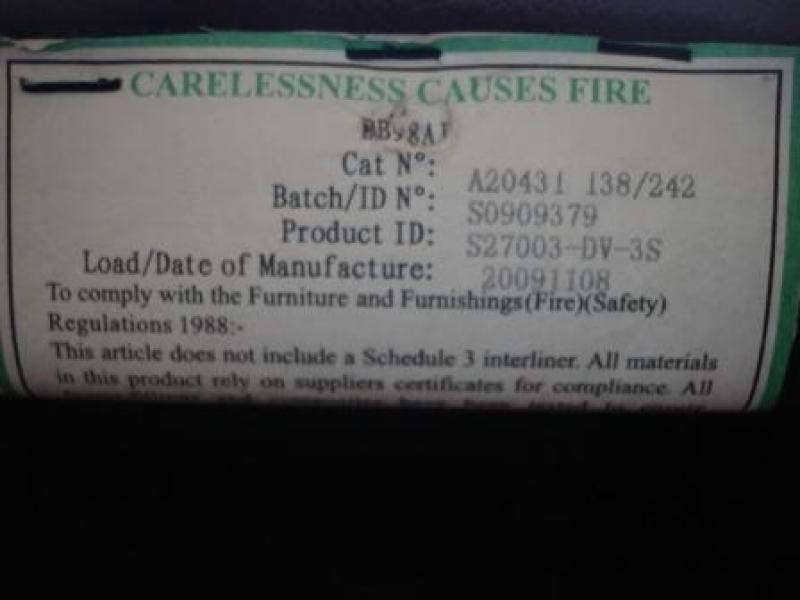 CARELESSNESS CAUSES FIRE
Cat Nº: A20431 138/242
Batch/ID Nº: S0909379
Product ID: S27003-DV-3S
Load/Date of Manufacture: 20091108
To comply with the Furniture and Furnishings(Fire)(Safety)
Regulations 1988:-
This article does not include a Schedule 3 interliner. All materials
in this product rely on suppliers certificates for compliance. All